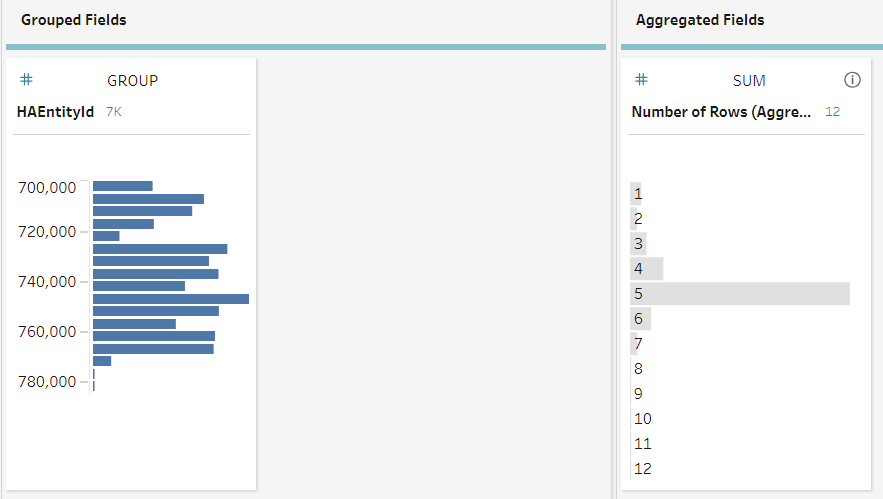 Grouped Fields
Aggregated Fields
# GROUP
HAEntityId 7K
700,000
720,000
740,000
760,000
780,000
# SUM
Number of Rows (Aggre... 12
1
2
3
4
5
6
7
8
9
10
11
12